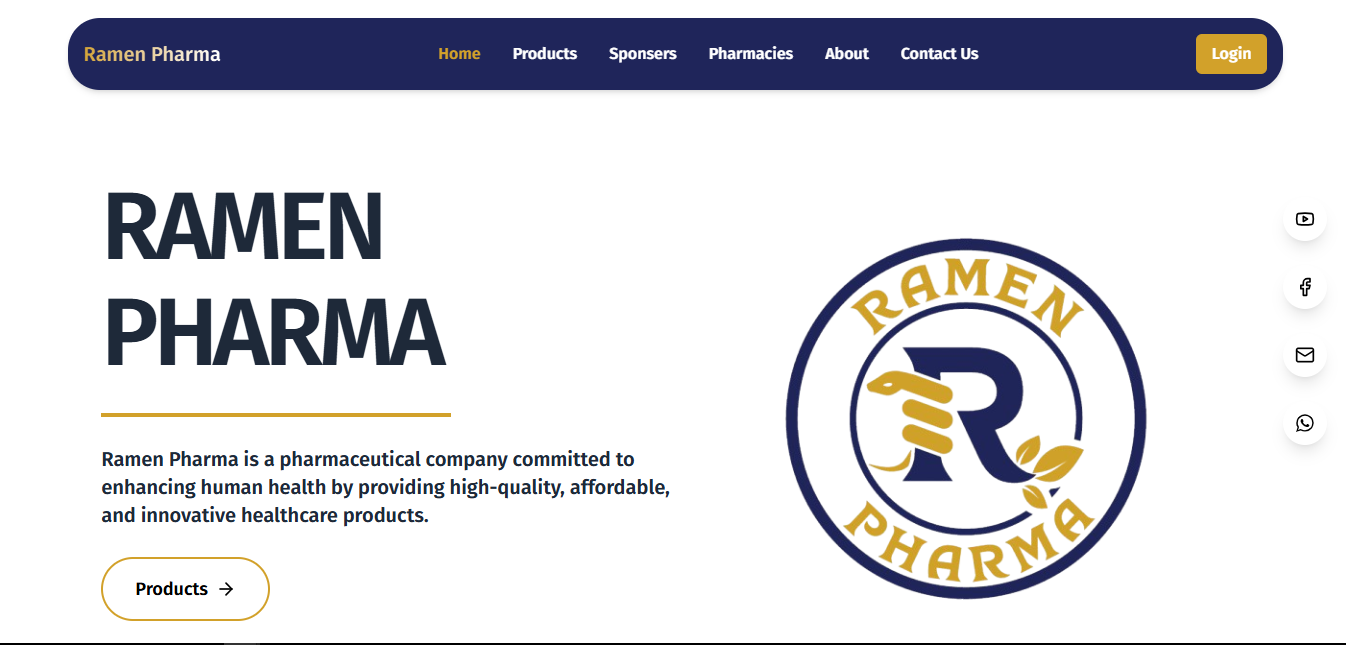 Ramen Pharma
Home
Products
Sponsers
Pharmacies
About
Contact Us
Login
RAMEN
PHARMA
Ramen Pharma is a pharmaceutical company committed to
enhancing human health by providing high-quality, affordable,
and innovative healthcare products.
Products
RAMEN
R
PHARMA